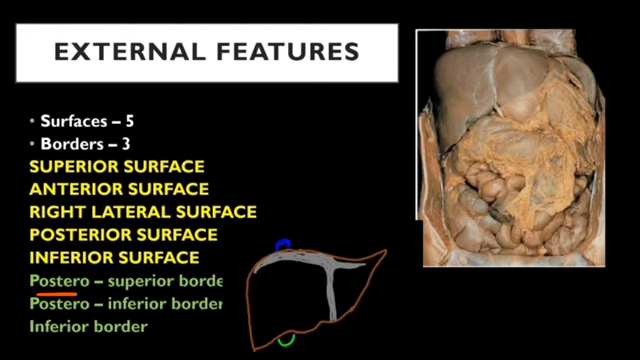 EXTERNAL FEATURES
• Surfaces – 5
• Borders – 3
SUPERIOR SURFACE
ANTERIOR SURFACE
RIGHT LATERAL SURFACE
POSTERIOR SURFACE
INFERIOR SURFACE
Postero – superior borde
Postero – inferior border
Inferior border